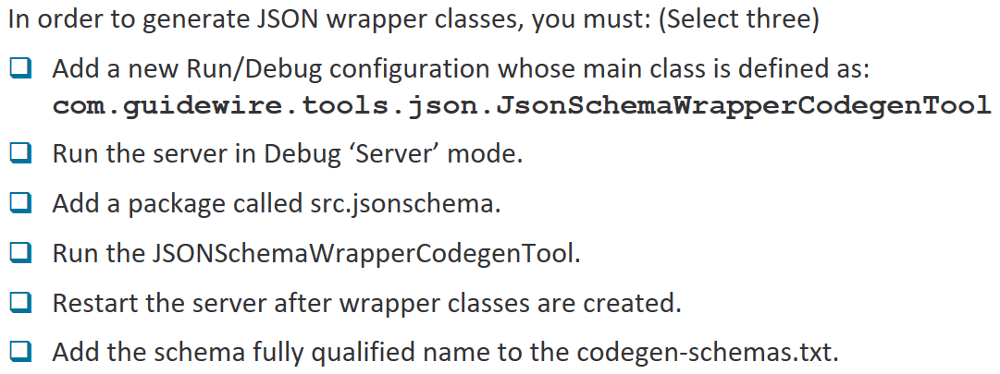 In order to generate JSON wrapper classes, you must: (Select three)
Add a new Run/Debug configuration whose main class is defined as:
com.guidewire.tools.json.JsonSchemaWrapperCodegenTool
Run the server in Debug ‘Server’ mode.
Add a package called src.jsonschema.
Run the JSONSchemaWrapperCodegenTool.
Restart the server after wrapper classes are created.
Add the schema fully qualified name to the codegen-schemas.txt.